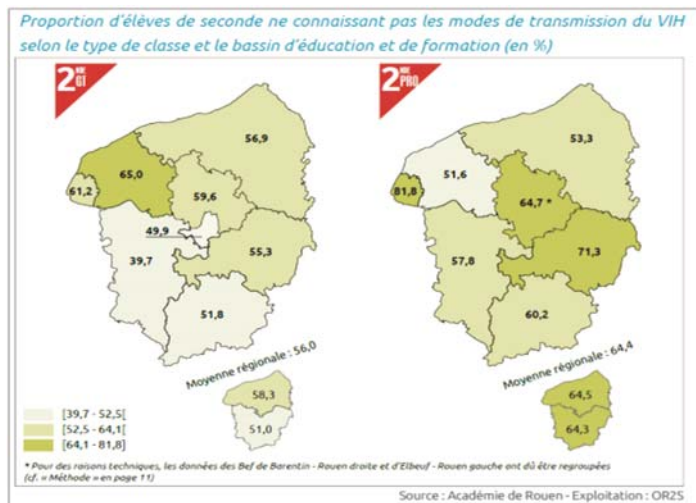 Proportion d'élèves de seconde ne connaissant pas les modes de transmission du VIH
selon le type de classe et le bassin d'éducation et de formation (en %)
2 NDE GT
56,9
65,0
61,2
59,6
49,9
39,7
55,3
51,8
Moyenne régionale : 56,0
58,3
51,0
2 NDE PRO
53,3
51,6
81,8
64,7 *
71,3
57,8
60,2
Moyenne régionale : 64,4
64,5
64,3
[39,7 - 52,5[
[52,5 - 64,1[
[64,1 - 81,8]
* Pour des raisons techniques, les données des Bef de Barentin - Rouen droite et d'Elbeuf - Rouen gauche ont dû être regroupées
(cf. « Méthode » en page 11)
Source : Académie de Rouen - Exploitation : OR2S